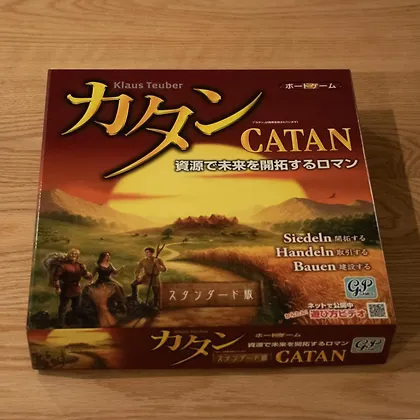 Klaus Teuber
ボードゲーム
カタン
CATAN
資源で未来を開拓するロマン
Siedeln 開拓する
Handeln 取引する
Bauen 建設する
GP
スタンダード版
ネットで公開中
遊び方ビデオ
カタン
スタンダード版
ボードゲーム
資源で未来を開拓するロマン
CATAN
GP